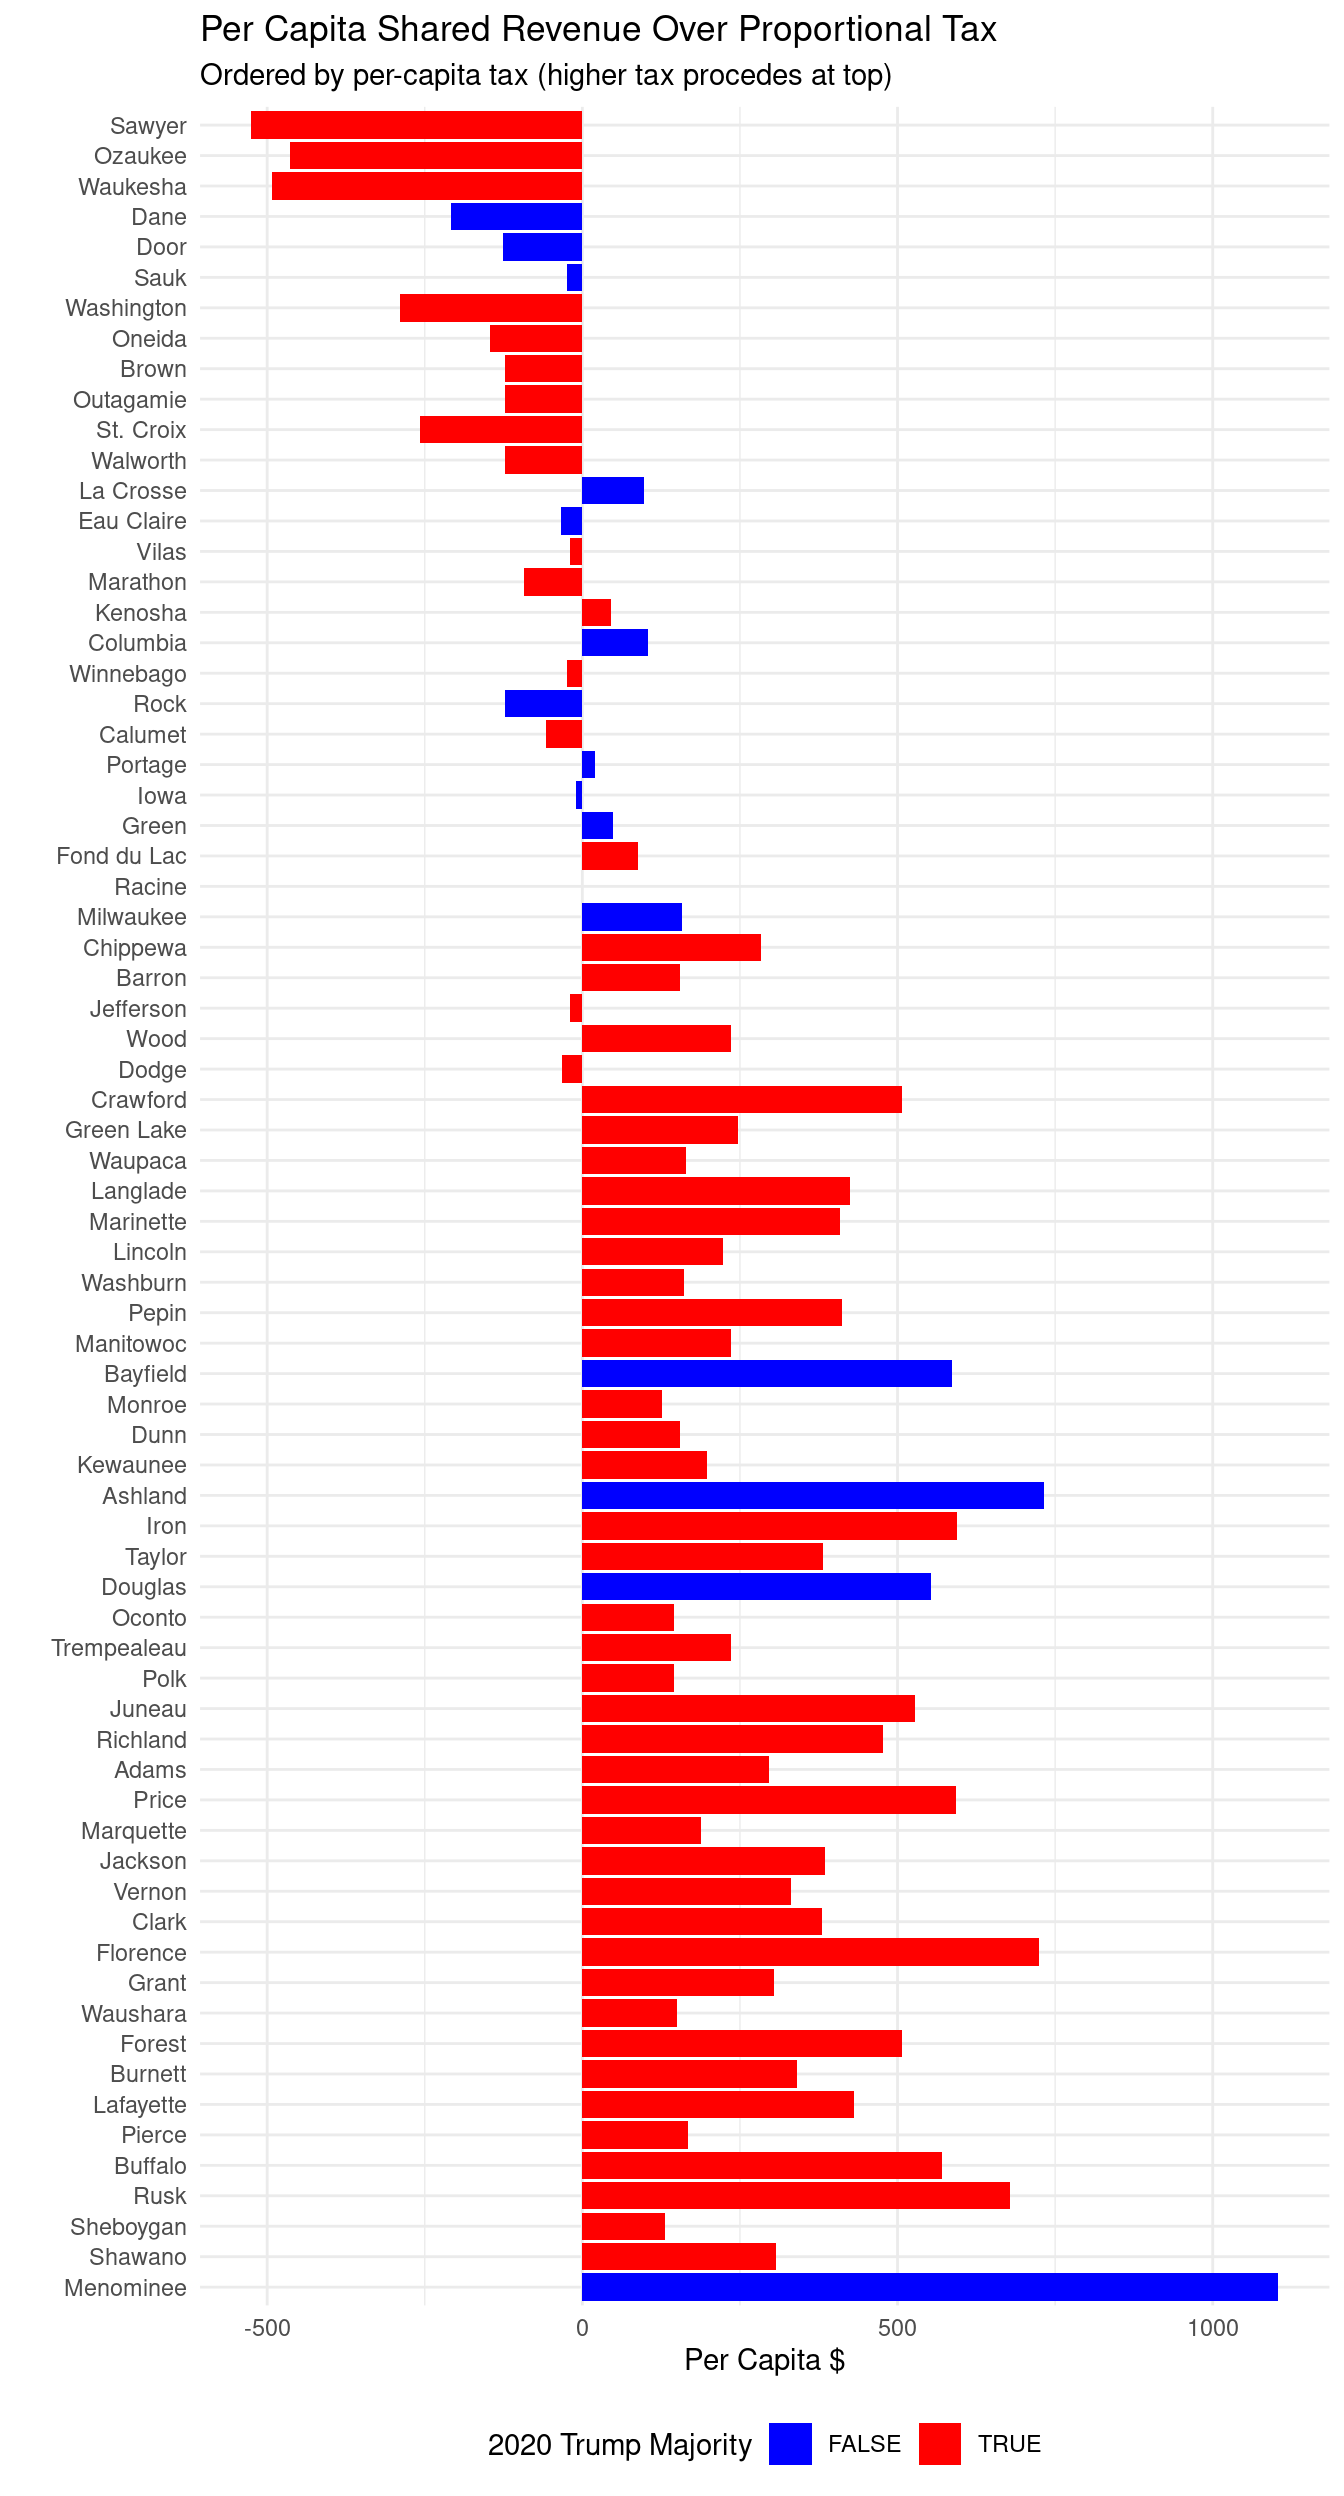 Per Capita Shared Revenue Over Proportional Tax
Ordered by per-capita tax (higher tax procedes at top)
Sawyer
Ozaukee
Waukesha
Dane
Door
Sauk
Washington
Oneida
Brown
Outagamie
St. Croix
Walworth
La Crosse
Eau Claire
Vilas
Marathon
Kenosha
Columbia
Winnebago
Rock
Calumet
Portage
Iowa
Green
Fond du Lac
Racine
Milwaukee
Chippewa
Barron
Jefferson
Wood
Dodge
Crawford
Green Lake
Waupaca
Langlade
Marinette
Lincoln
Washburn
Pepin
Manitowoc
Bayfield
Monroe
Dunn
Kewaunee
Ashland
Iron
Taylor
Douglas
Oconto
Trempealeau
Polk
Juneau
Richland
Adams
Price
Marquette
Jackson
Vernon
Clark
Florence
Grant
Waushara
Forest
Burnett
Lafayette
Pierce
Buffalo
Rusk
Sheboygan
Shawano
Menominee
-500 0 500 1000
Per Capita $
2020 Trump Majority FALSE TRUE